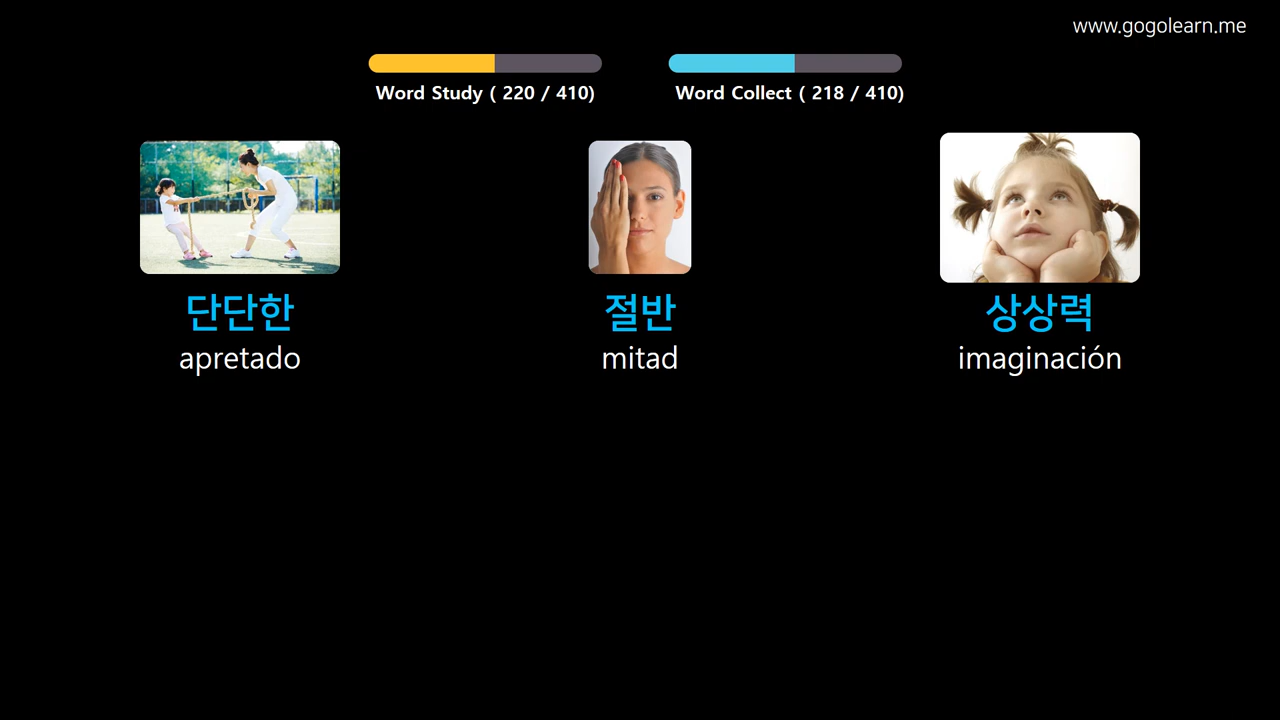 www.gogolearn.me
Word Study ( 220 / 410)
Word Collect ( 218 / 410)
단단한
apretado
절반
mitad
상상력
imaginación